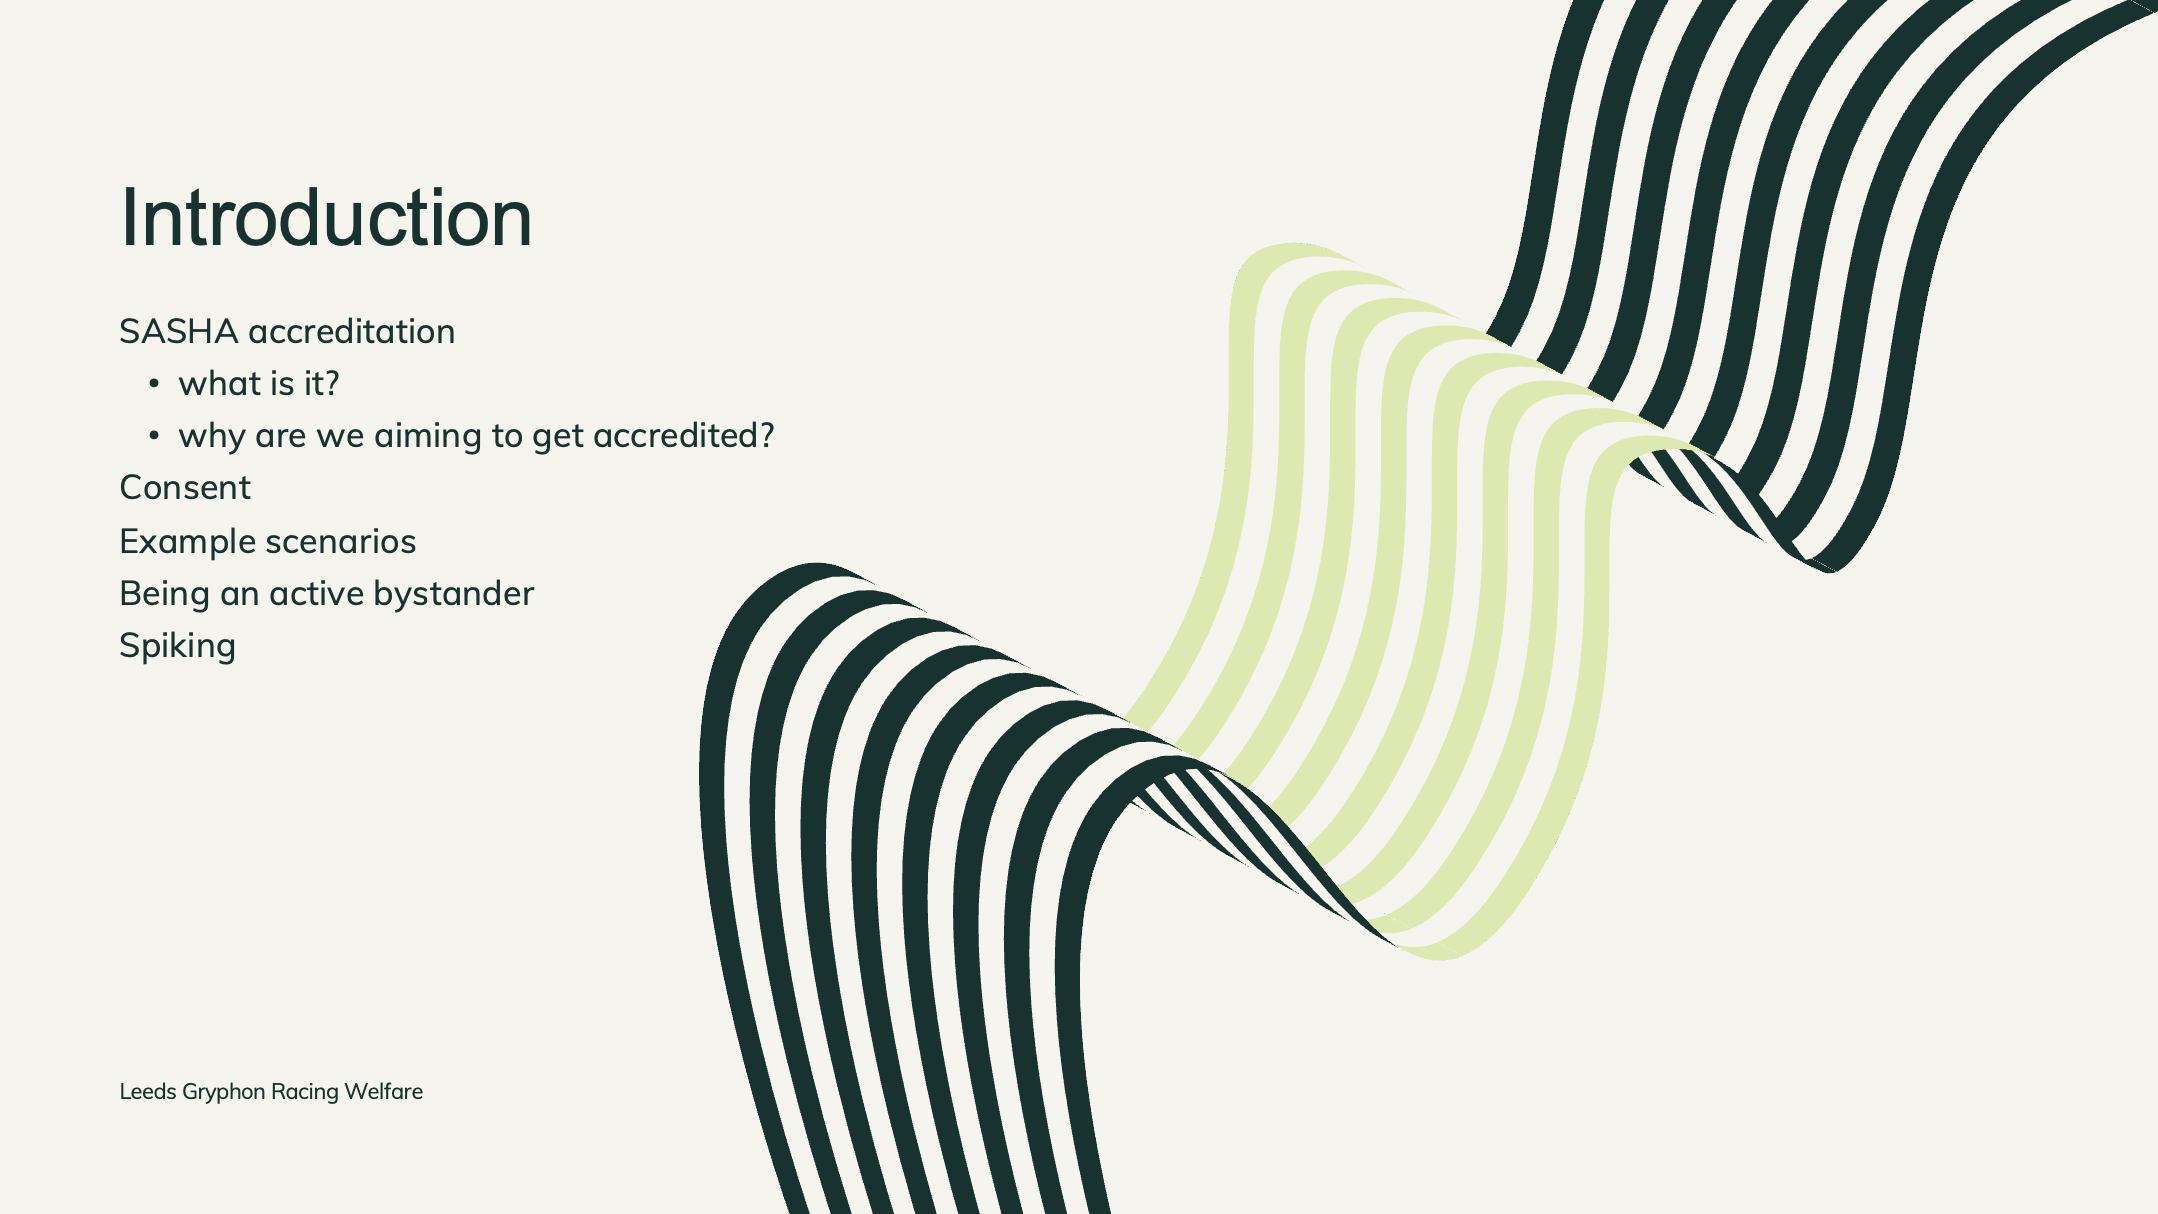 Introduction
SASHA accreditation
• what is it?
• why are we aiming to get accredited?
Consent
Example scenarios
Being an active bystander
Spiking
Leeds Gryphon Racing Welfare